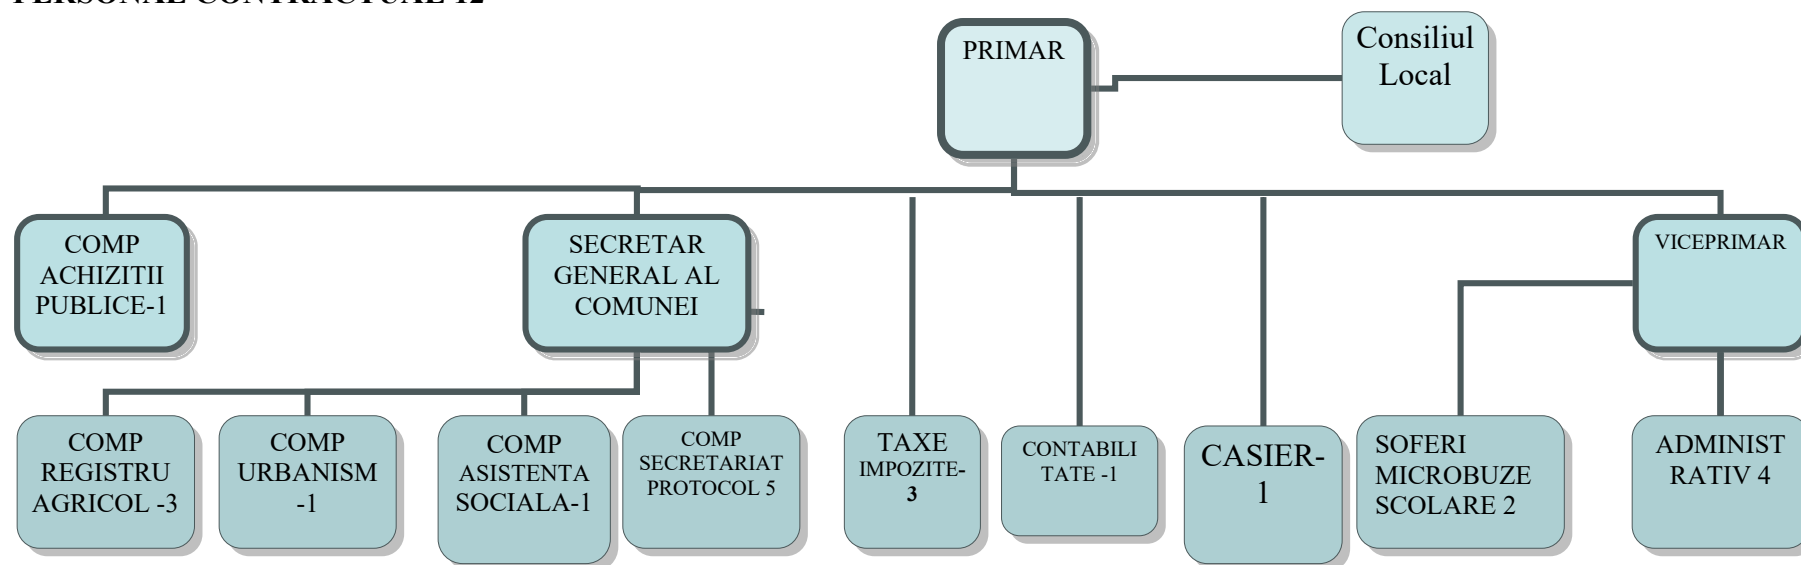 PERSONAL CONTRACTUAL 12
PRIMAR
Consiliul
Local
COMP
ACHIZITII
PUBLICE-1
SECRETAR
GENERAL AL
COMUNEI
VICEPRIMAR
COMP
REGISTRU
AGRICOL -3
COMP
URBANISM
-1
COMP
ASISTENTA
SOCIALA-1
COMP
SECRETARIAT
PROTOCOL 5
TAXE
IMPOZITE-
3
CONTABILI
TATE -1
CASIER-
1
SOFERI
MICROBUZE
SCOLARE 2
ADMINIST
RATIV 4